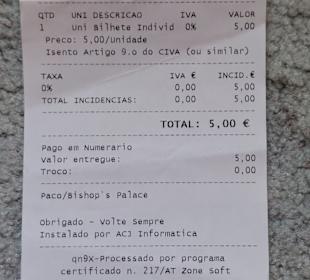 QTD UNI DESCRICAO IVA VALOR
1 Uni Bilhete Individ 0% 5,00
Preco: 5,00/Unidade
Isento Artigo 9.o do CIVA (ou similar)
TAXA IVA € INCID.€
0% 0,00 5,00
TOTAL INCIDENCIAS: 0,00 5,00
TOTAL: 5,00 €
Pago em Numerario
Valor entregue: 5,00
Troco: 0,00
Paco/Bishop's Palace
Obrigado - Volte Sempre
Instalado por ACJ Informatica
qn9X-Processado por programa
certificado n. 217/AT Zone Soft